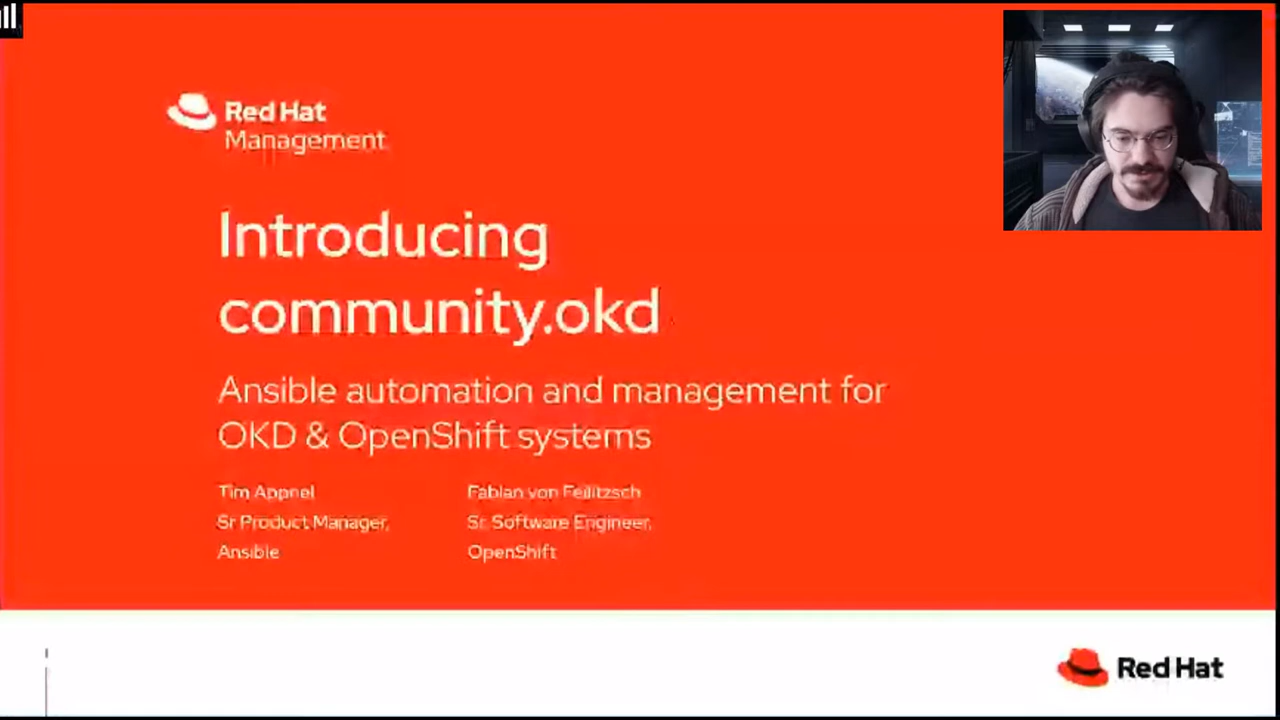 Red Hat
Management
Introducing
community.okd
Ansible automation and management for
OKD & OpenShift systems
Tim Appnel
Sr Product Manager,
Ansible
Fabian von Feilitzsch
Sr. Software Engineer,
OpenShift
Red Hat